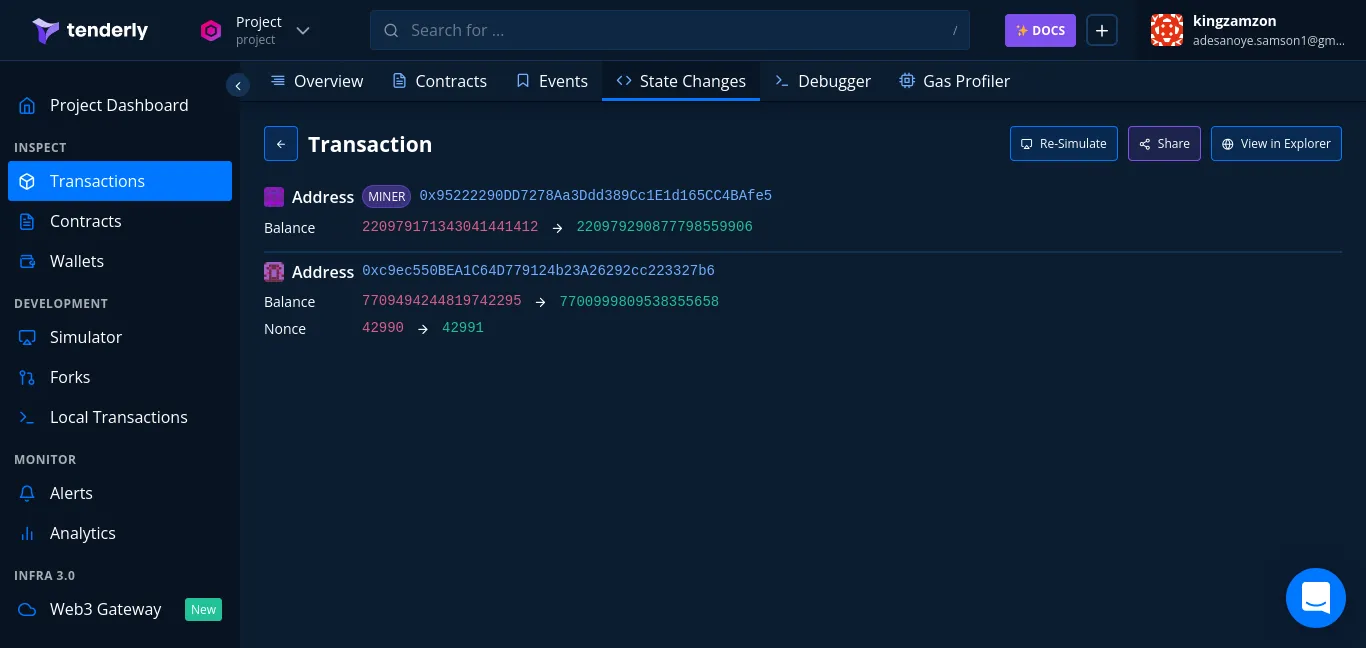 tenderly
Project
project
Search for ...
/
✨ DOCS
+
kingzamzon
adesanoye.samson1@gm...
Overview
Contracts
Events
State Changes
Debugger
Gas Profiler
Project Dashboard
INSPECT
Transactions
Contracts
Wallets
DEVELOPMENT
Simulator
Forks
Local Transactions
MONITOR
Alerts
Analytics
INFRA 3.0
Web3 Gateway New
Transaction
Re-Simulate
Share
View in Explorer
Address MINER 0x95222290DD7278Aa3Ddd389Cc1E1d165CC4BAfe5
Balance 220979171343041441412 → 220979290877798559906
Address 0xc9ec550BEA1C64D779124b23A26292cc223327b6
Balance 7709494244819742295 → 7700999809538355658
Nonce 42990 → 42991